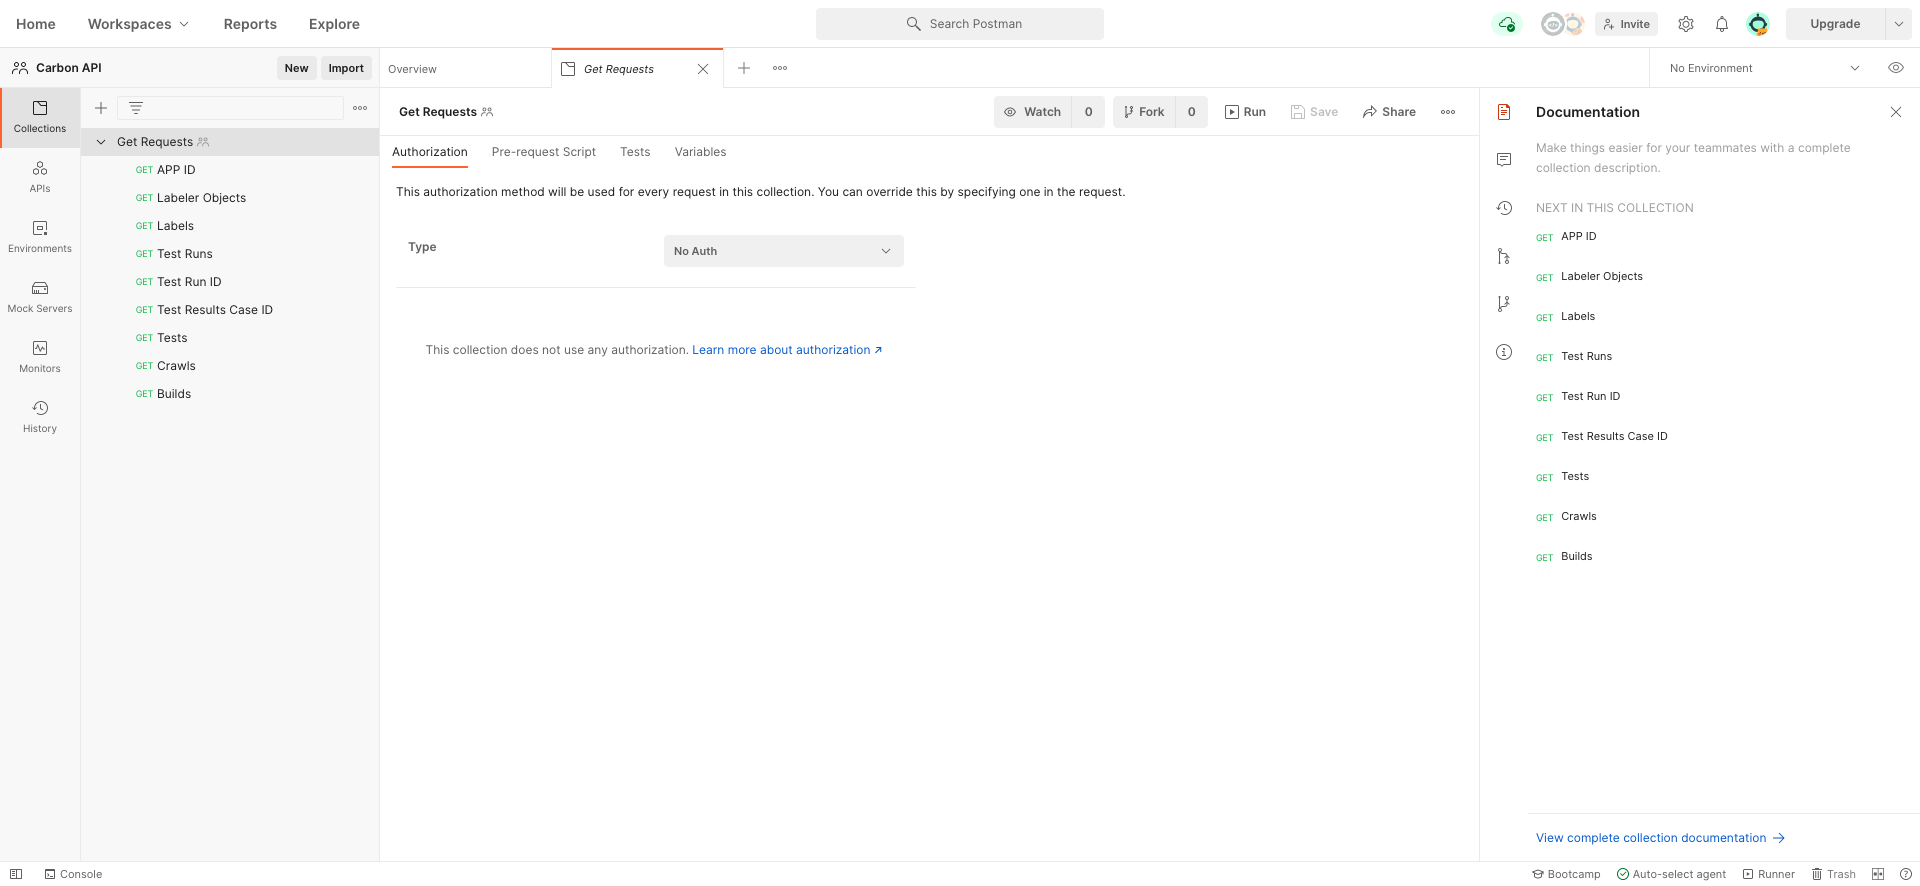 Home Workspaces Reports Explore Search Postman Invite Upgrade
Carbon API New Import Overview Get Requests No Environment
Collections
APIs
Environments
Mock Servers
Monitors
History
Get Requests
GET APP ID
GET Labeler Objects
GET Labels
GET Test Runs
GET Test Run ID
GET Test Results Case ID
GET Tests
GET Crawls
GET Builds
Get Requests Watch 0 Fork 0 Run Save Share
Authorization Pre-request Script Tests Variables
This authorization method will be used for every request in this collection. You can override this by specifying one in the request.
Type No Auth
This collection does not use any authorization. Learn more about authorization ↗
Documentation
Make things easier for your teammates with a complete
collection description.
NEXT IN THIS COLLECTION
GET APP ID
GET Labeler Objects
GET Labels
GET Test Runs
GET Test Run ID
GET Test Results Case ID
GET Tests
GET Crawls
GET Builds
View complete collection documentation →
Console Bootcamp Auto-select agent Runner Trash